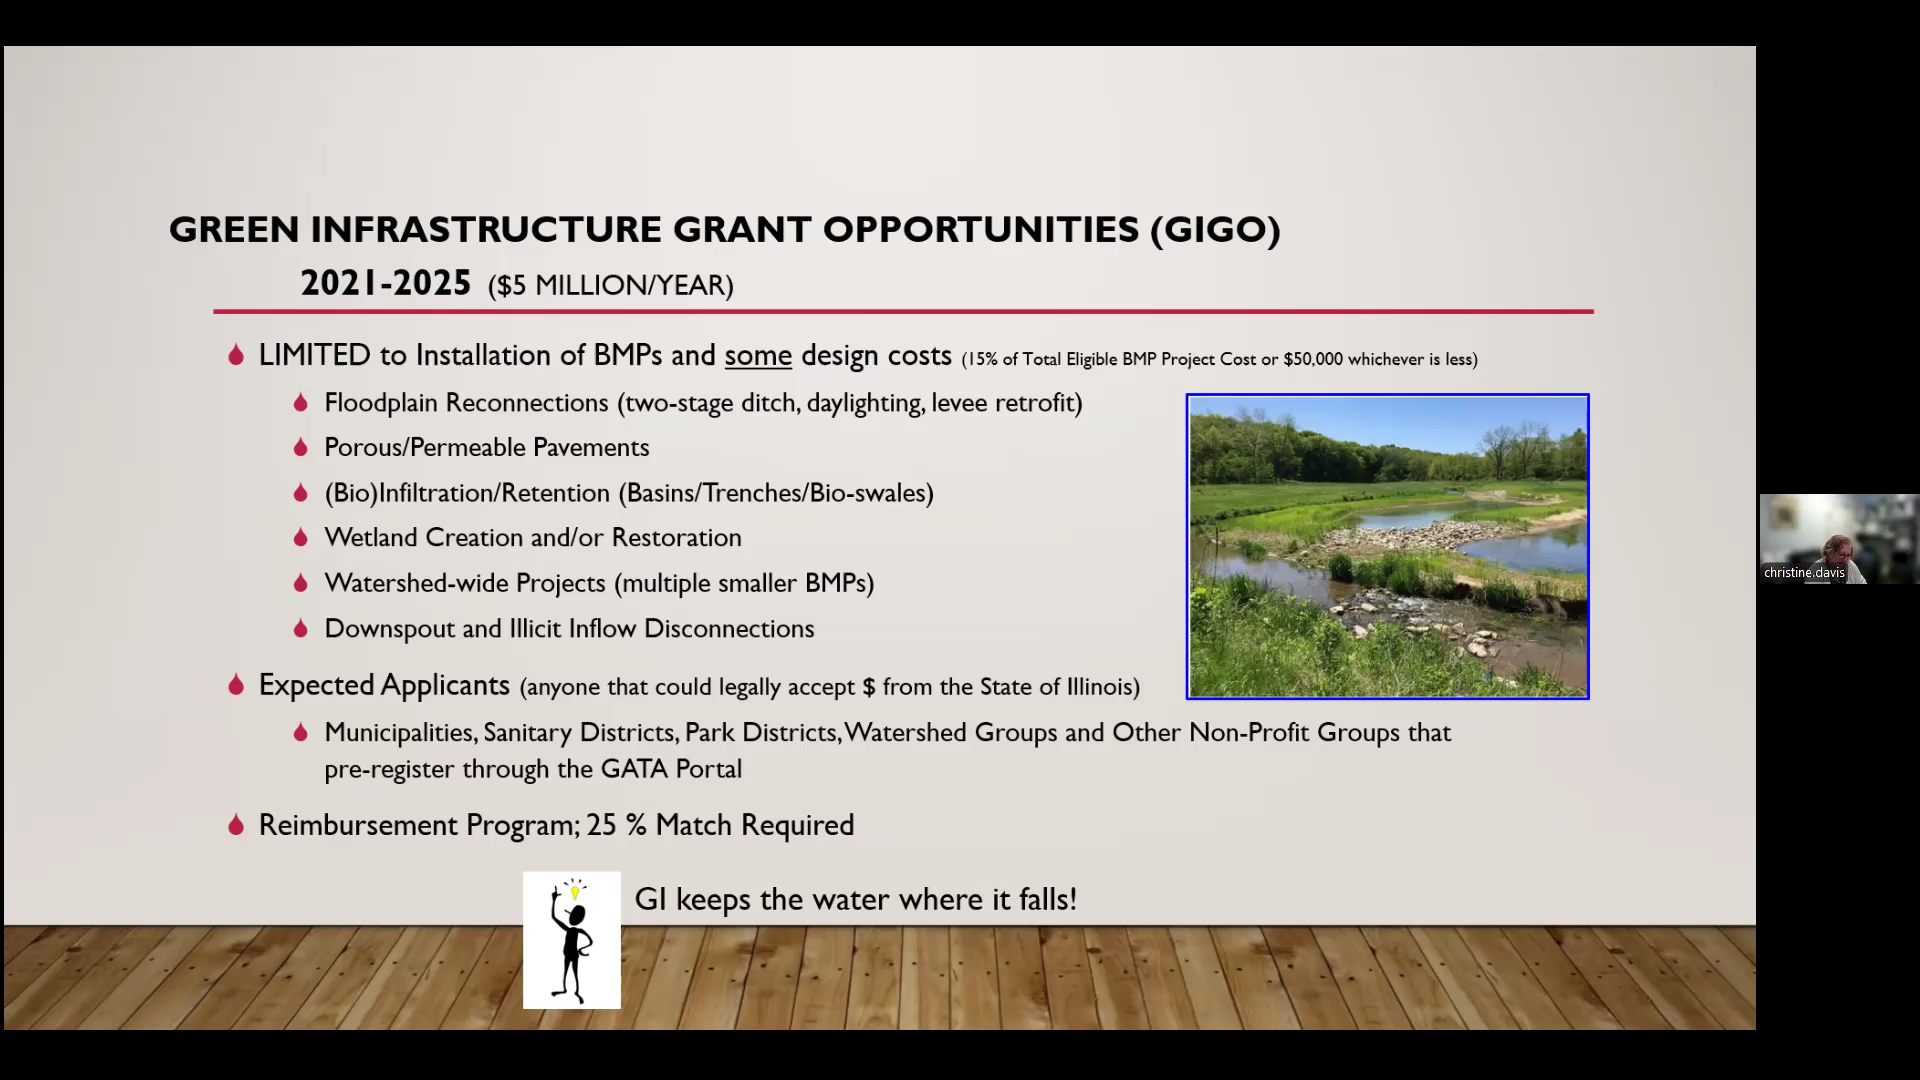 GREEN INFRASTRUCTURE GRANT OPPORTUNITIES (GIGO)
2021-2025 ($5 MILLION/YEAR)
LIMITED to Installation of BMPs and some design costs (15% of Total Eligible BMP Project Cost or $50,000 whichever is less)
Floodplain Reconnections (two-stage ditch, daylighting, levee retrofit)
Porous/Permeable Pavements
(Bio)Infiltration/Retention (Basins/Trenches/Bio-swales)
Wetland Creation and/or Restoration
Watershed-wide Projects (multiple smaller BMPs)
Downspout and Illicit Inflow Disconnections
Expected Applicants (anyone that could legally accept $ from the State of Illinois)
Municipalities, Sanitary Districts, Park Districts, Watershed Groups and Other Non-Profit Groups that
pre-register through the GATA Portal
Reimbursement Program; 25 % Match Required
GI keeps the water where it falls!
christine.davis